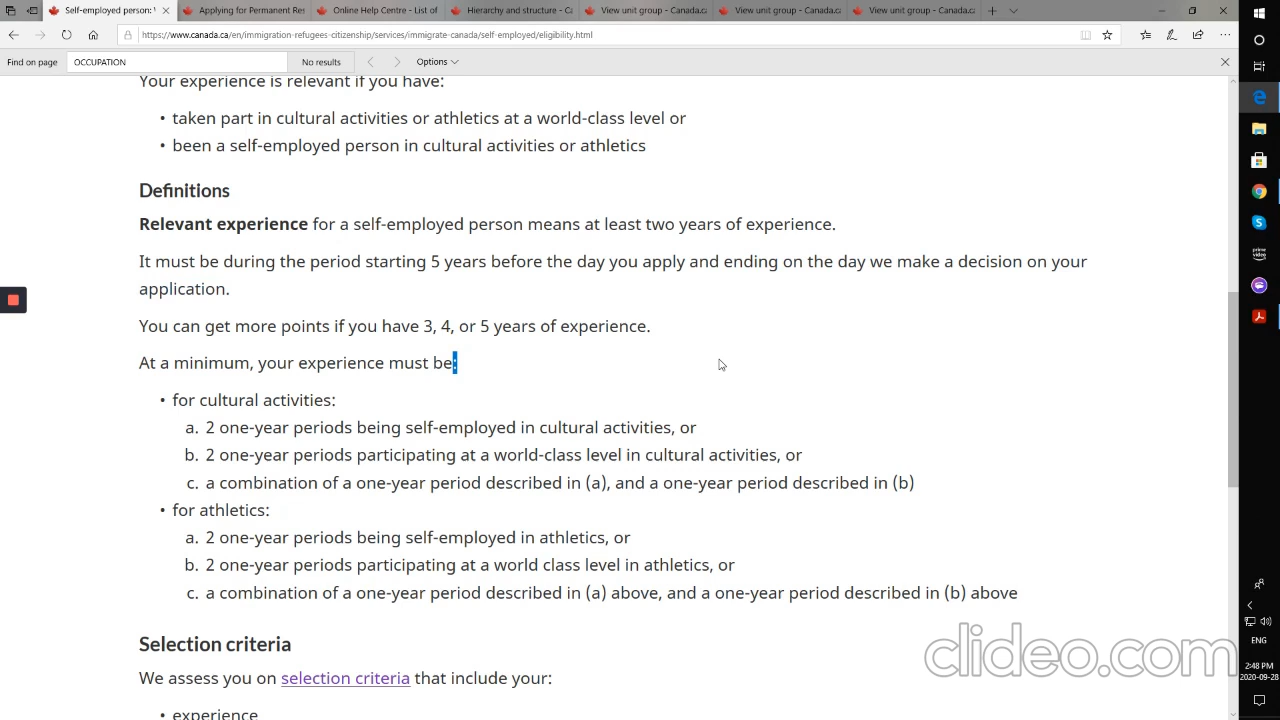 Self-employed person: 
Applying for Permanent Res
Online Help Centre - List of
Hierarchy and structure - Ca
View unit group - Canada.ca
View unit group - Canada.ca
View unit group - Canada.ca
https://www.canada.ca/en/immigration-refugees-citizenship/services/immigrate-canada/self-employed/eligibility.html
Find on page OCCUPATION No results Options
Your experience is relevant if you have:
• taken part in cultural activities or athletics at a world-class level or
• been a self-employed person in cultural activities or athletics
Definitions
Relevant experience for a self-employed person means at least two years of experience.
It must be during the period starting 5 years before the day you apply and ending on the day we make a decision on your
application.
You can get more points if you have 3, 4, or 5 years of experience.
At a minimum, your experience must be:
• for cultural activities:
a. 2 one-year periods being self-employed in cultural activities, or
b. 2 one-year periods participating at a world-class level in cultural activities, or
c. a combination of a one-year period described in (a), and a one-year period described in (b)
• for athletics:
a. 2 one-year periods being self-employed in athletics, or
b. 2 one-year periods participating at a world class level in athletics, or
c. a combination of a one-year period described in (a) above, and a one-year period described in (b) above
Selection criteria
We assess you on selection criteria that include your:
• experience
clideo.com
prime
video
ENG
2:48 PM
2020-09-28